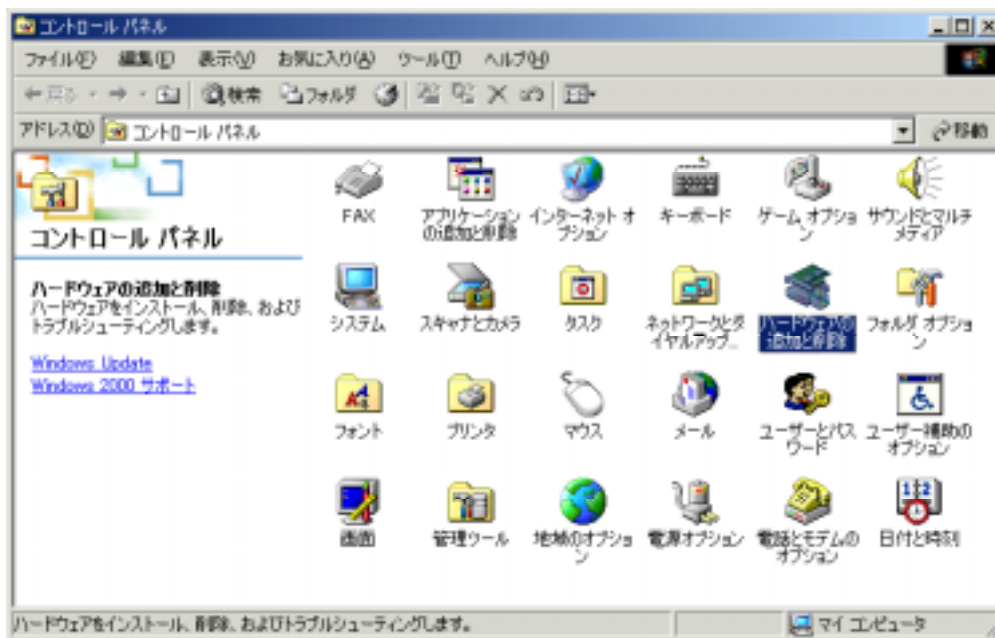 コントロール パネル
ファイル(F) 編集(E) 表示(V) お気に入り(A) ツール(T) ヘルプ(H)
戻る 検索 フォルダ
アドレス(D) コントロール パネル 移動
コントロール パネル
ハードウェアの追加と削除
ハードウェアをインストール、削除、および
トラブルシューティングします。
Windows Update
Windows 2000 サポート
FAX
アプリケーション
の追加と削除
インターネット オ
プション
キーボード
ゲーム オプショ
ン
サウンドとマルチ
メディア
システム
スキャナとカメラ
タスク
ネットワークとダ
イヤルアップ...
ハードウェアの
追加と削除
フォルダ オプショ
ン
フォント
プリンタ
マウス
メール
ユーザーとパス
ワード
ユーザー補助の
オプション
画面
管理ツール
地域のオプショ
ン
電源オプション
電話とモデムの
オプション
日付と時刻
ハードウェアをインストール、削除、およびトラブルシューティングします。 マイ コンピュータ